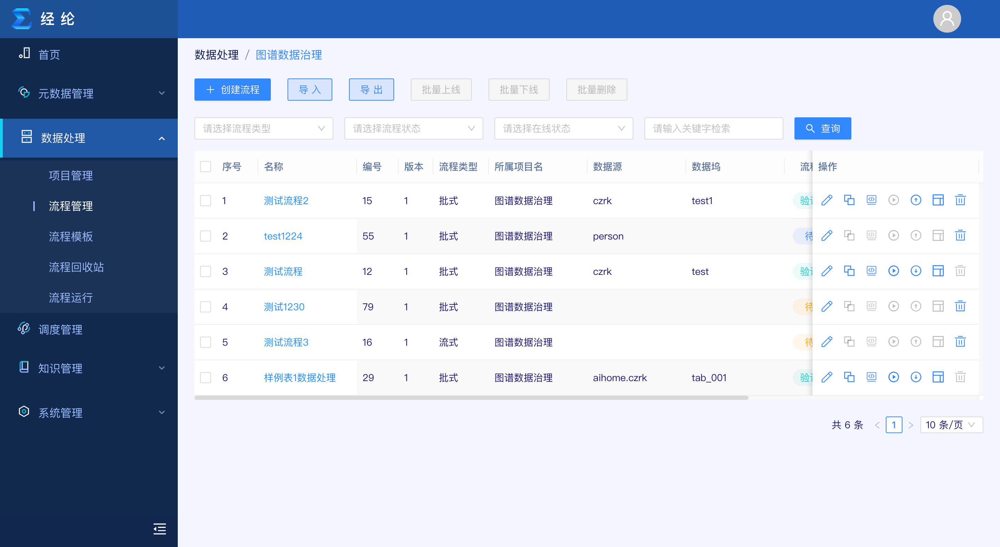 经纶
首页
元数据管理
数据处理
项目管理
流程管理
流程模板
流程回收站
流程运行
调度管理
知识管理
系统管理
数据处理 / 图谱数据治理
+ 创建流程 导入 导出 批量上线 批量下线 批量删除
请选择流程类型 请选择流程状态 请选择在线状态 请输入关键字检索 查询
序号 名称 编号 版本 流程类型 所属项目名 数据源 数据坞 流 操作
1 测试流程2 15 1 批式 图谱数据治理 czrk test1 验
2 test1224 55 1 批式 图谱数据治理 person 待
3 测试流程 12 1 批式 图谱数据治理 czrk test 验
4 测试1230 79 1 批式 图谱数据治理 待
5 测试流程3 16 1 流式 图谱数据治理 待
6 样例表1数据处理 29 1 批式 图谱数据治理 aihome.czrk tab_001 验
共 6 条 < 1 > 10 条/页